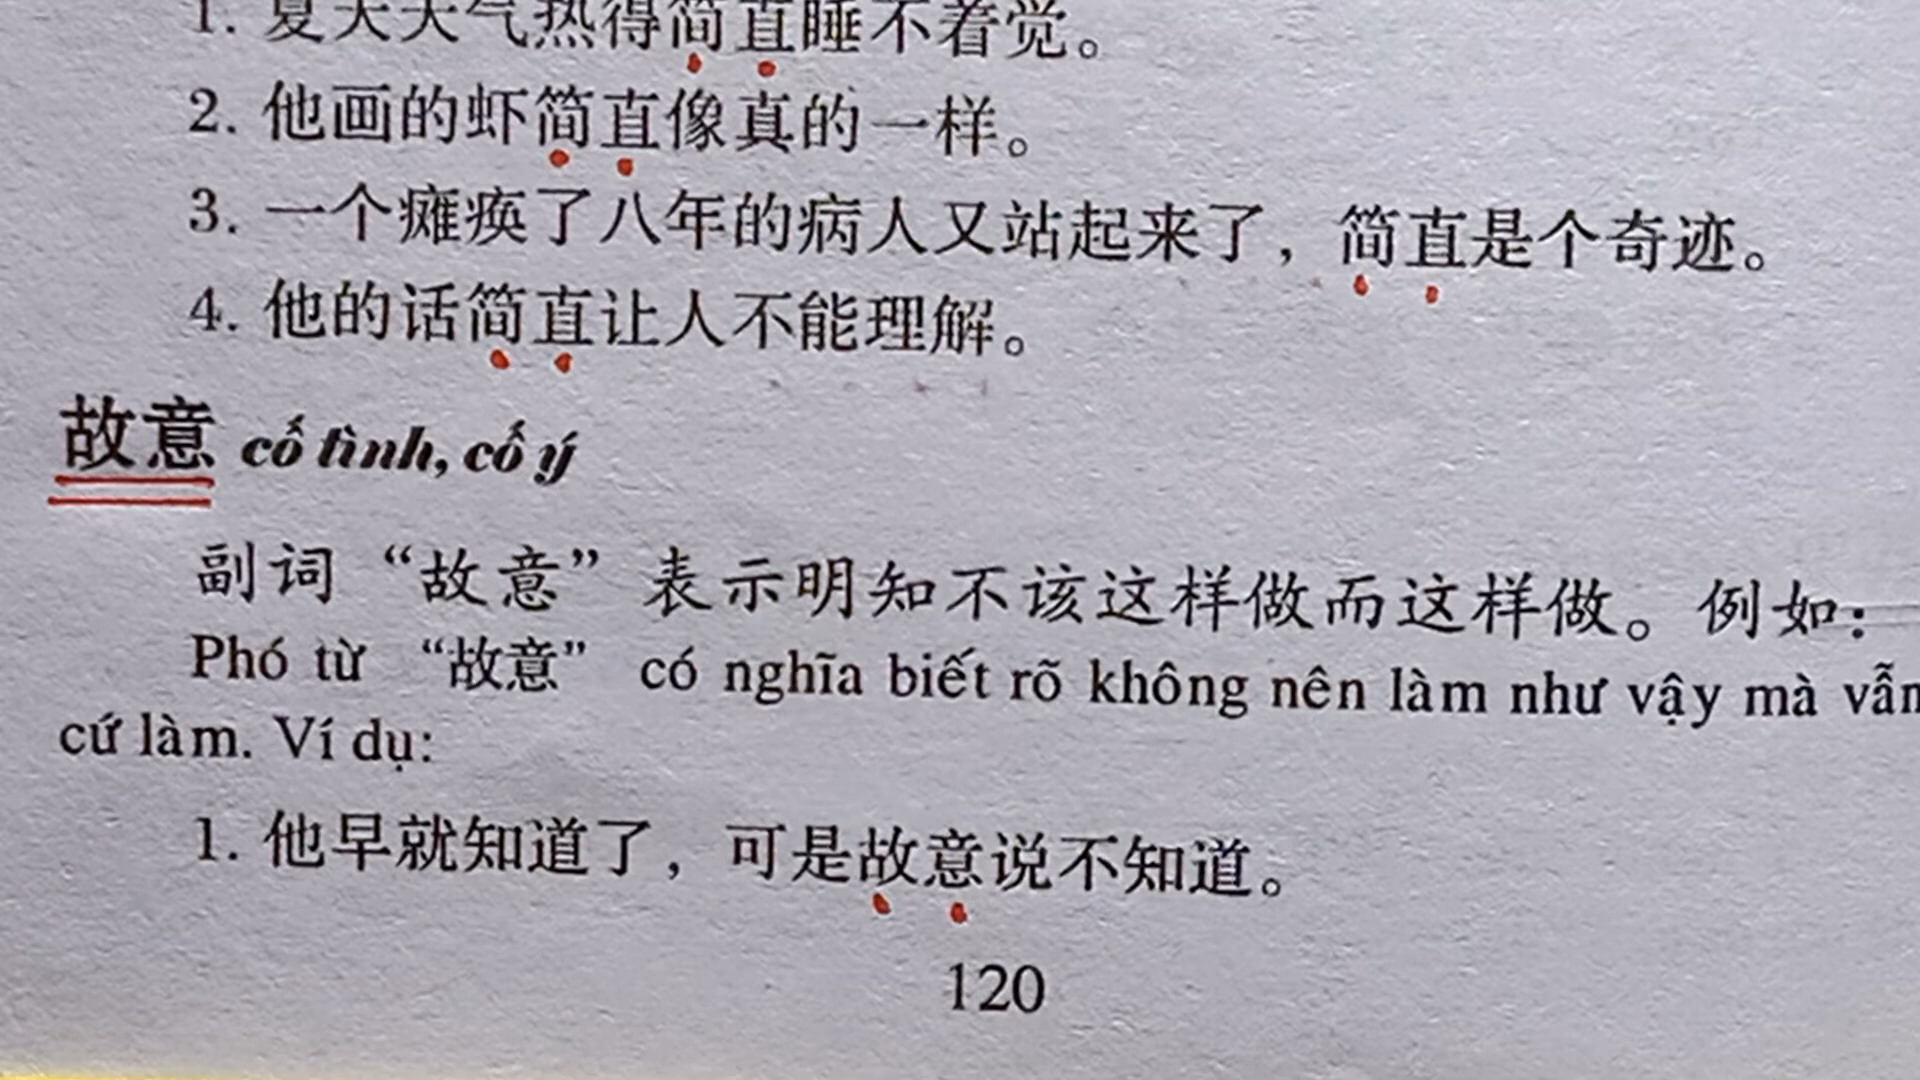 1. 夏天天气热得简直睡不着觉。
2. 他画的虾简直像真的一样。
3. 一个瘫痪了八年的病人又站起来了，简直是个奇迹。
4. 他的话简直让人不能理解。
故意 cố tình, cố ý
副词 “故意” 表示明知不该这样做而这样做。例如：
Phó từ “故意” có nghĩa biết rõ không nên làm như vậy mà vẫn
cứ làm. Ví dụ:
1. 他早就知道了，可是故意说不知道。
120